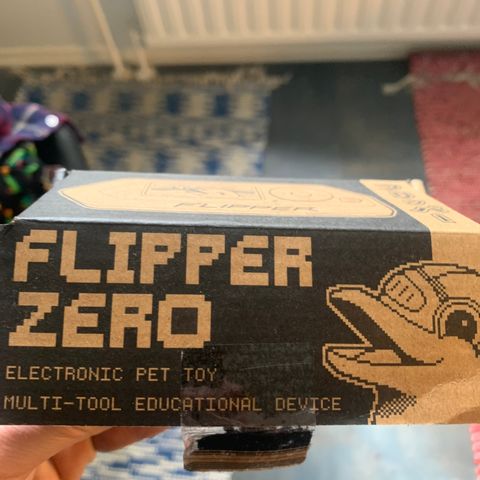 FLIPPER
FLIPPER
ZERO
ELECTRONIC PET TOY
MULTI-TOOL EDUCATIONAL DEVICE